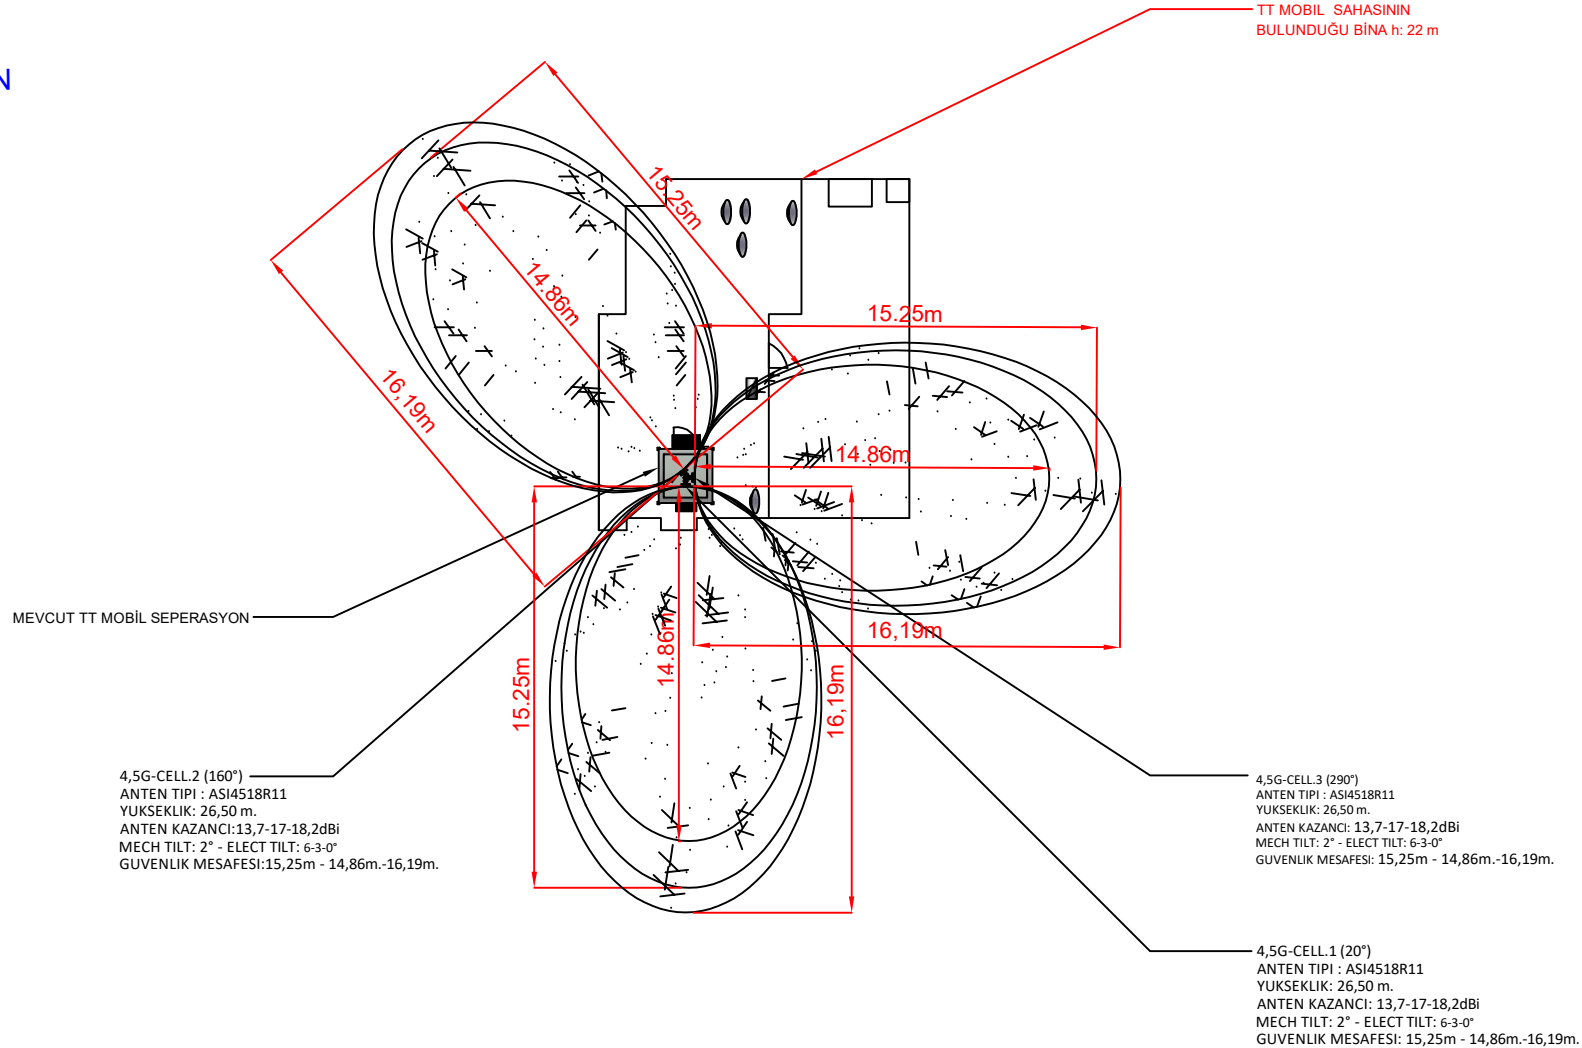 TT MOBIL SAHASININ
BULUNDUĞU BİNA h: 22 m
N
15.25m
14.86m
16,19m
15.25m
14.86m
16,19m
15.25m
14.86m
16,19m
MEVCUT TT MOBİL SEPERASYON
4,5G-CELL.2 (160°)
ANTEN TIPI : ASI4518R11
YUKSEKLIK: 26,50 m.
ANTEN KAZANCI:13,7-17-18,2dBi
MECH TILT: 2° - ELECT TILT: 6-3-0°
GUVENLIK MESAFESI:15,25m - 14,86m.-16,19m.
4,5G-CELL.3 (290°)
ANTEN TIPI : ASI4518R11
YUKSEKLIK: 26,50 m.
ANTEN KAZANCI: 13,7-17-18,2dBi
MECH TILT: 2° - ELECT TILT: 6-3-0°
GUVENLIK MESAFESI: 15,25m - 14,86m.-16,19m.
4,5G-CELL.1 (20°)
ANTEN TIPI : ASI4518R11
YUKSEKLIK: 26,50 m.
ANTEN KAZANCI: 13,7-17-18,2dBi
MECH TILT: 2° - ELECT TILT: 6-3-0°
GUVENLIK MESAFESI: 15,25m - 14,86m.-16,19m.